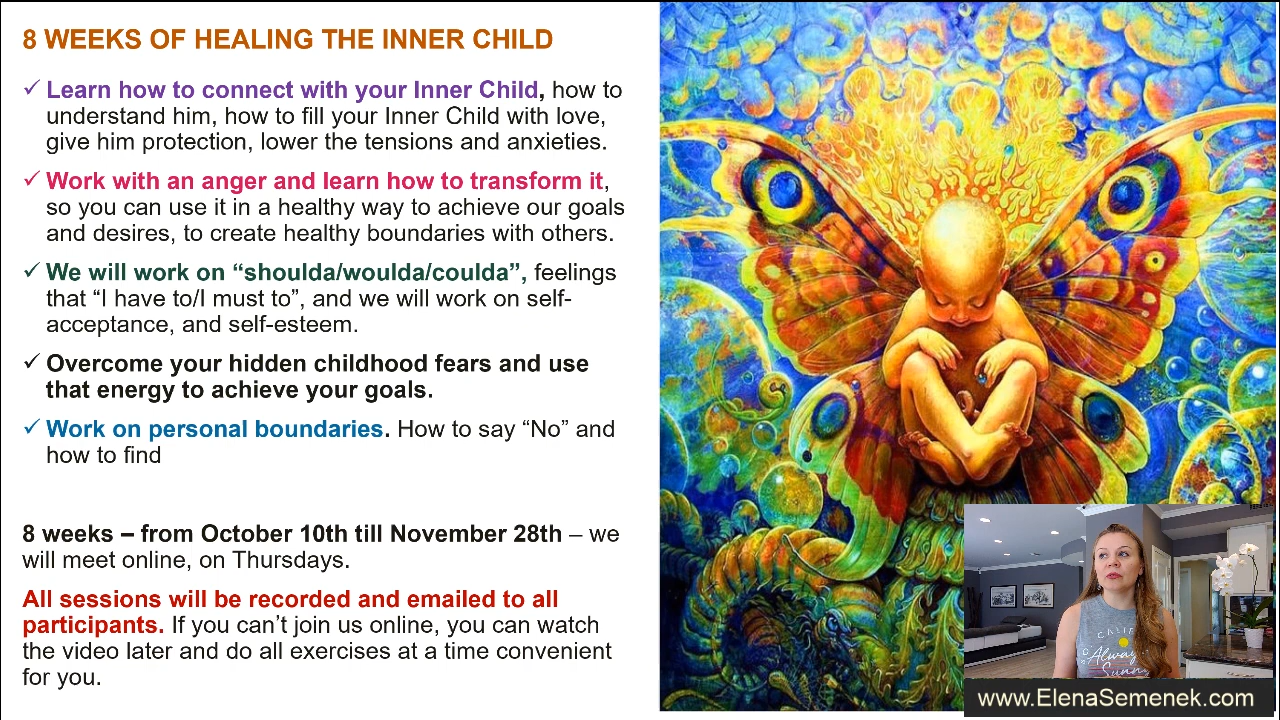 8 WEEKS OF HEALING THE INNER CHILD
✓ Learn how to connect with your Inner Child, how to
understand him, how to fill your Inner Child with love,
give him protection, lower the tensions and anxieties.
✓ Work with an anger and learn how to transform it,
so you can use it in a healthy way to achieve our goals
and desires, to create healthy boundaries with others.
✓ We will work on “shoulda/woulda/coulda”, feelings
that “I have to/I must to”, and we will work on self-
acceptance, and self-esteem.
✓ Overcome your hidden childhood fears and use
that energy to achieve your goals.
✓ Work on personal boundaries. How to say “No” and
how to find
8 weeks – from October 10th till November 28th – we
will meet online, on Thursdays.
All sessions will be recorded and emailed to all
participants. If you can’t join us online, you can watch
the video later and do all exercises at a time convenient
for you.
CALIF
Always
Sunn
www.ElenaSemenek.com